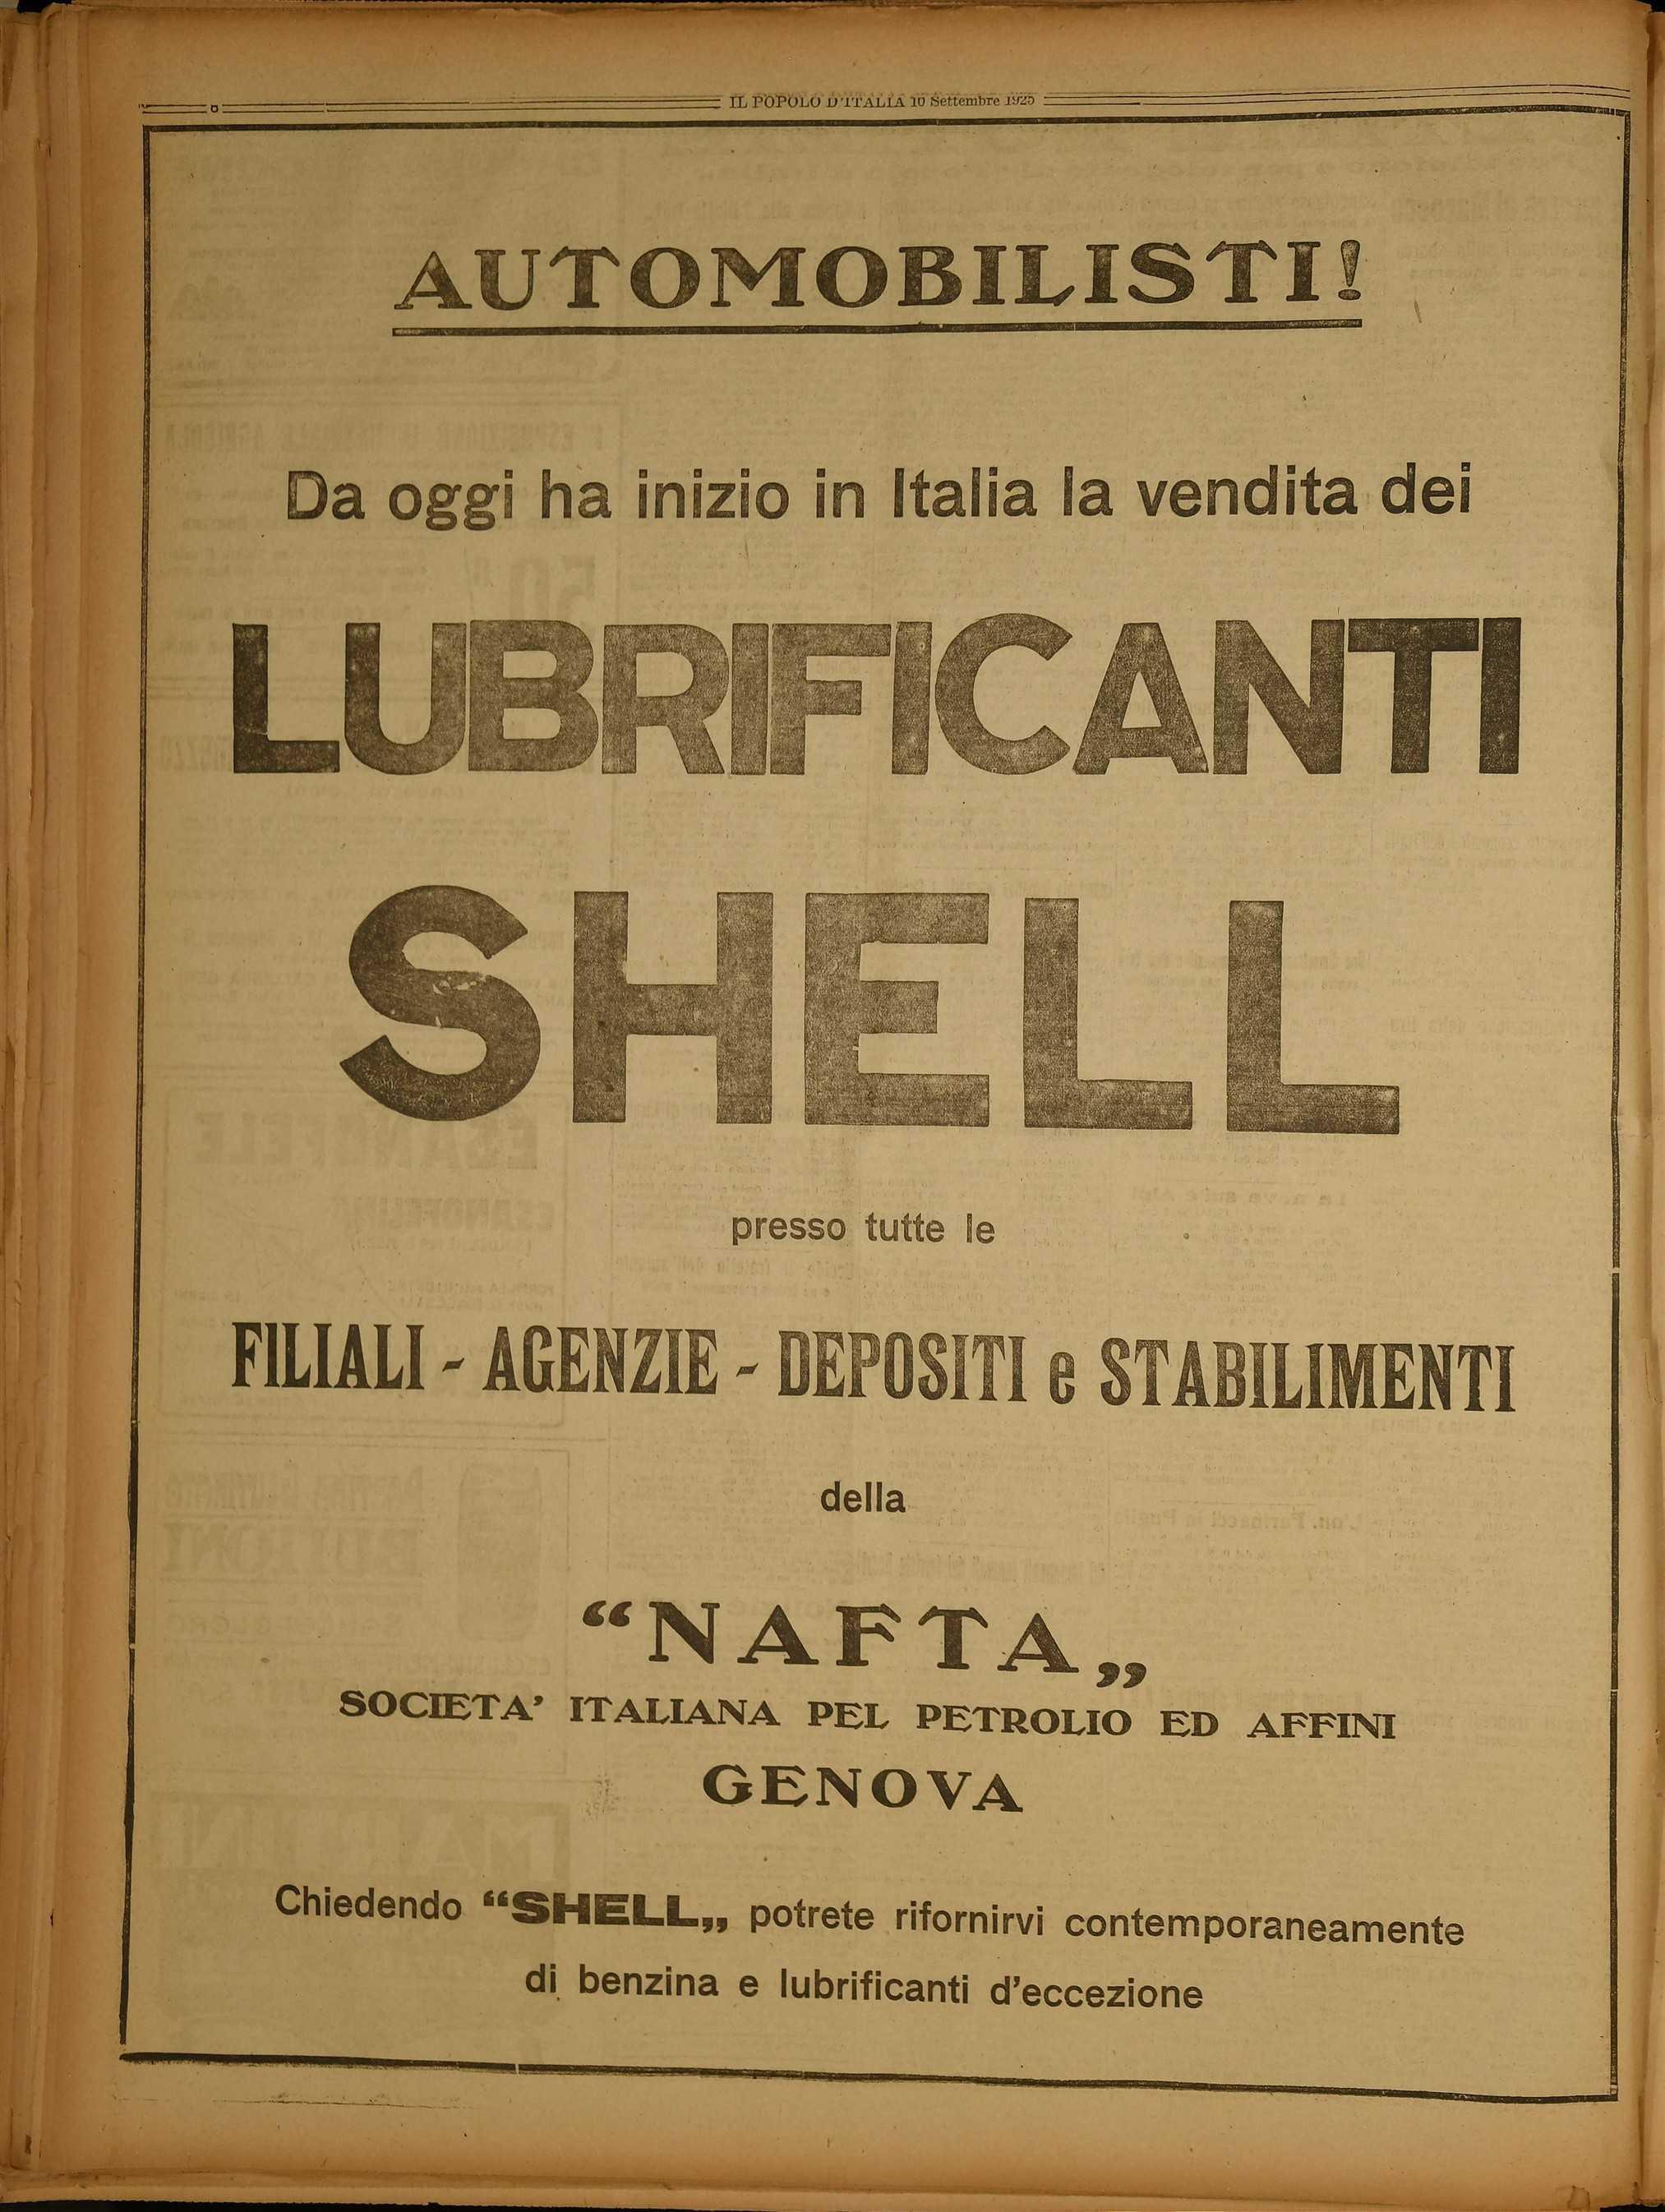 IL POPOLO D'ITALIA 10 Settembre 1925
AUTOMOBILISTI!
Da oggi ha inizio in Italia la vendita dei
LUBRIFICANTI
SHELL
presso tutte le
FILIALI - AGENZIE - DEPOSITI e STABILIMENTI
della
“NAFTA„
SOCIETA' ITALIANA PEL PETROLIO ED AFFINI
GENOVA
Chiedendo “SHELL„ potrete rifornirvi contemporaneamente
di benzina e lubrificanti d'eccezione